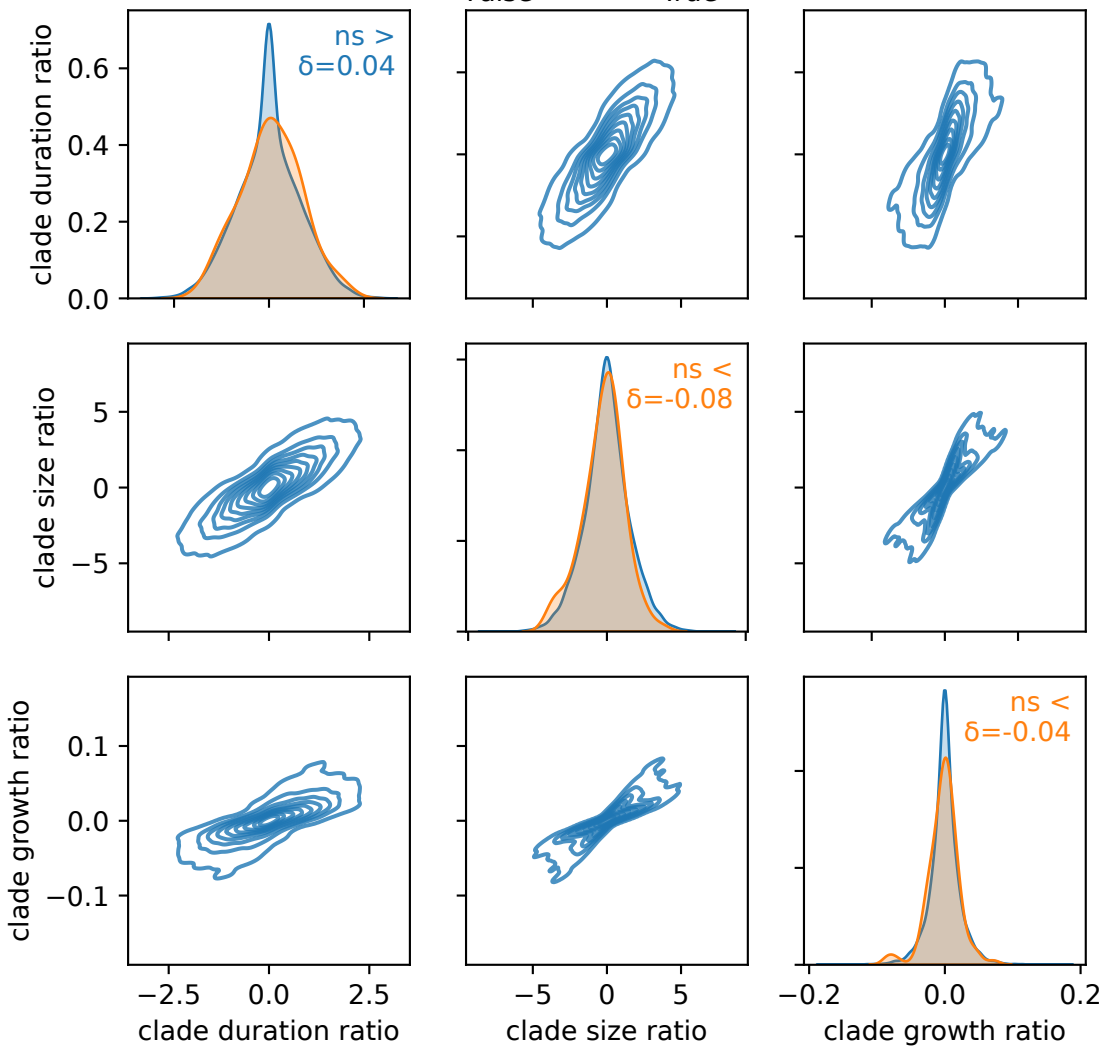 clade duration ratio
0.6
0.4
0.2
0.0
ns >
δ=0.04
clade size ratio
5
0
−5
ns <
δ=-0.08
clade growth ratio
0.1
0.0
−0.1
ns <
δ=-0.04
−2.5 0.0 2.5
−5 0 5
−0.2 0.0 0.2
clade duration ratio
clade size ratio
clade growth ratio